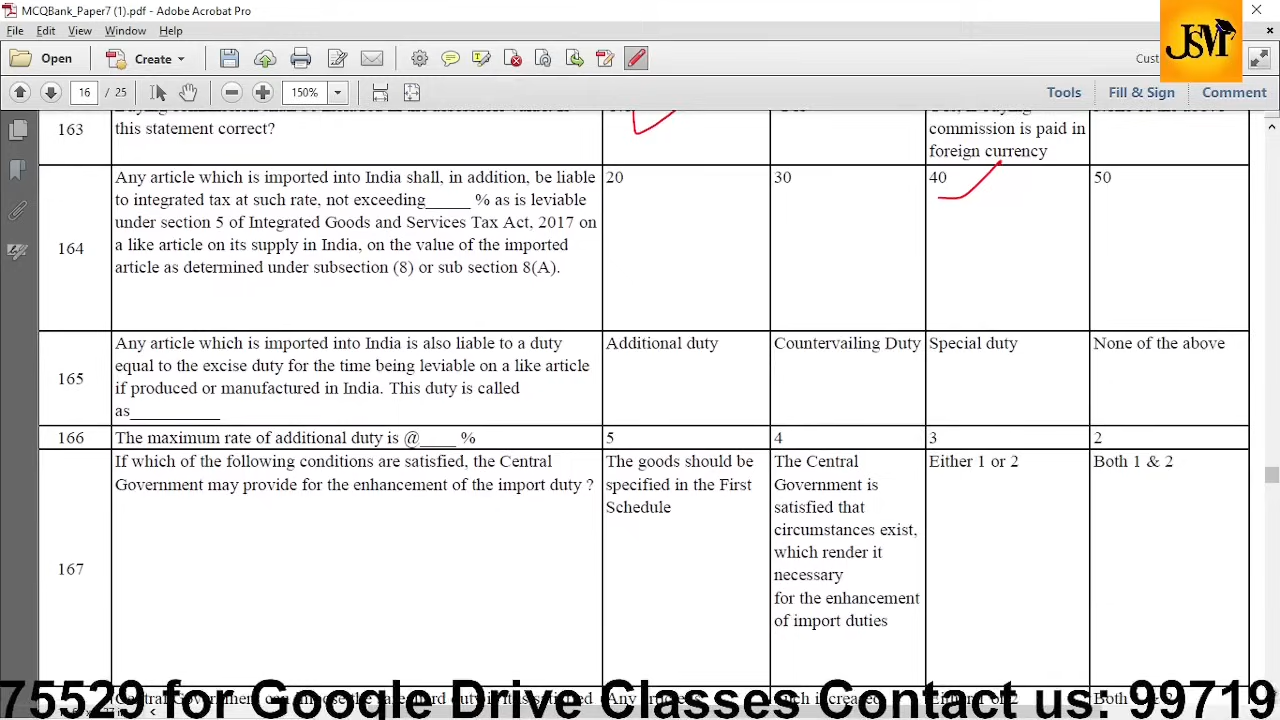 MCQBank_Paper7 (1).pdf - Adobe Acrobat Pro
File Edit View Window Help
Open Create Cust
JSM
16 / 25 150% Tools Fill & Sign Comment
163 this statement correct? commission is paid in
foreign currency
164 Any article which is imported into India shall, in addition, be liable 20 30 40 50
to integrated tax at such rate, not exceeding_____ % as is leviable
under section 5 of Integrated Goods and Services Tax Act, 2017 on
a like article on its supply in India, on the value of the imported
article as determined under subsection (8) or sub section 8(A).
165 Any article which is imported into India is also liable to a duty Additional duty Countervailing Duty Special duty None of the above
equal to the excise duty for the time being leviable on a like article
if produced or manufactured in India. This duty is called
as__________
166 The maximum rate of additional duty is @____ % 5 4 3 2
167 If which of the following conditions are satisfied, the Central The goods should be The Central Either 1 or 2 Both 1 & 2
Government may provide for the enhancement of the import duty ? specified in the First Government is
Schedule satisfied that
circumstances exist,
which render it
necessary
for the enhancement
of import duties
75529 for Google Drive Classes Contact us: 99719